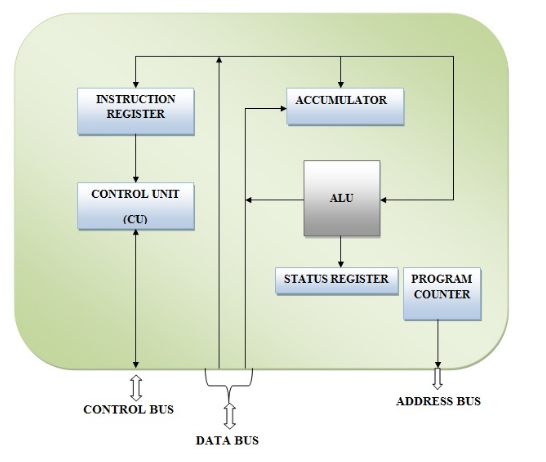 INSTRUCTION
REGISTER
ACCUMULATOR
CONTROL UNIT
(CU)
ALU
STATUS REGISTER
PROGRAM
COUNTER
CONTROL BUS
DATA BUS
ADDRESS BUS